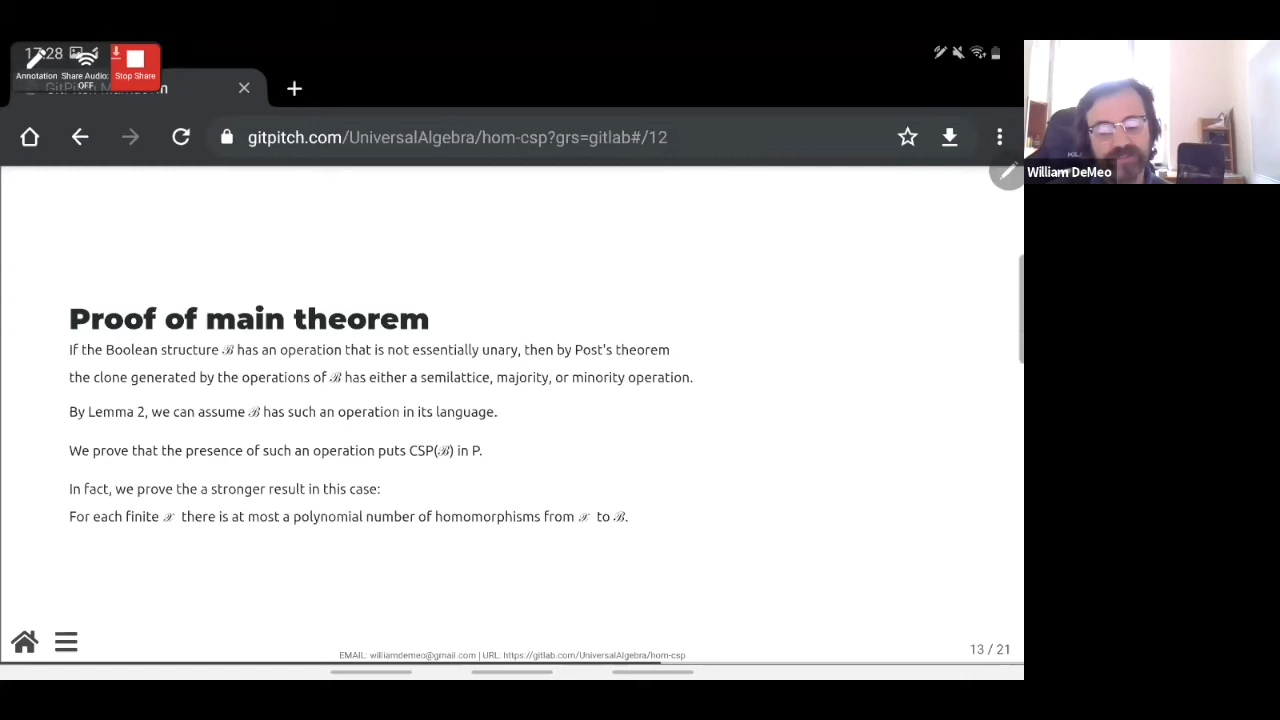 17:28
Annotation Share Audio: OFF Stop Share
gitpitch.com/UniversalAlgebra/hom-csp?grs=gitlab#/12
William DeMeo
Proof of main theorem
If the Boolean structure ℬ has an operation that is not essentially unary, then by Post's theorem
the clone generated by the operations of ℬ has either a semilattice, majority, or minority operation.
By Lemma 2, we can assume ℬ has such an operation in its language.
We prove that the presence of such an operation puts CSP(ℬ) in P.
In fact, we prove the a stronger result in this case:
For each finite 𝒳 there is at most a polynomial number of homomorphisms from 𝒳 to ℬ.
EMAIL: williamdemeo@gmail.com | URL: https://gitlab.com/UniversalAlgebra/hom-csp
13 / 21